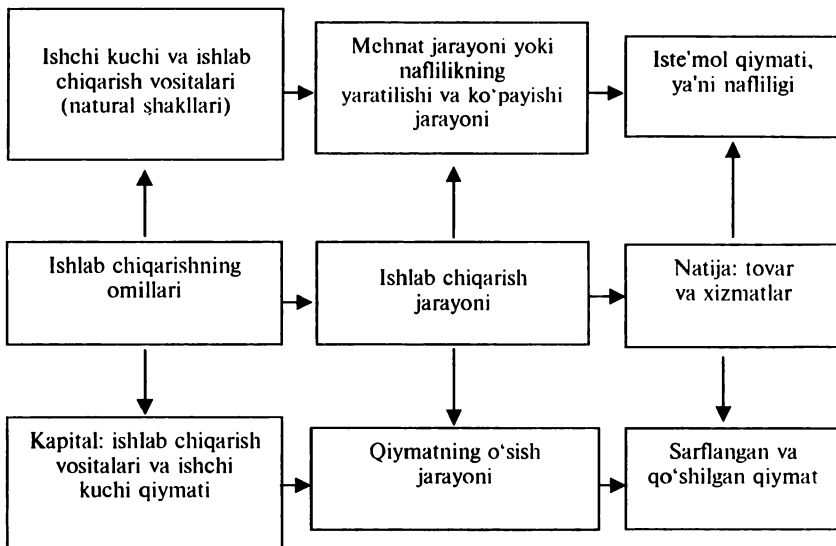 Ishchi kuchi va ishlab
chiqarish vositalari
(natural shakllari)
Mehnat jarayoni yoki
naflilikning
yaratilishi va ko‘payishi
jarayoni
Iste'mol qiymati,
ya'ni nafliligi
Ishlab chiqarishning
omillari
Ishlab chiqarish
jarayoni
Natija: tovar
va xizmatlar
Kapital: ishlab chiqarish
vositalari va ishchi
kuchi qiymati
Qiymatning o‘sish
jarayoni
Sarflangan va
qo‘shilgan qiymat